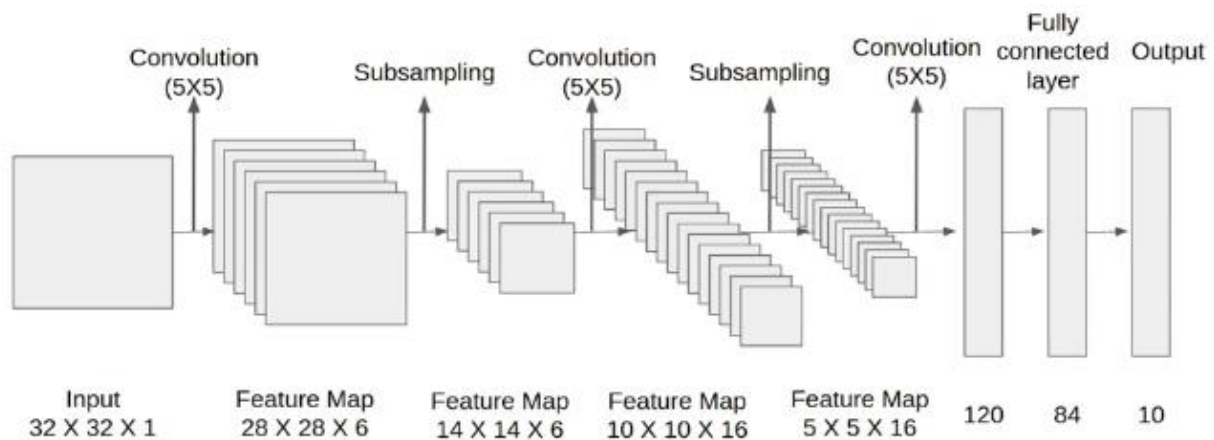 Convolution
(5X5)
Subsampling
Convolution
(5X5)
Subsampling
Convolution
(5X5)
Fully
connected
layer
Output
Input
32 X 32 X 1
Feature Map
28 X 28 X 6
Feature Map
14 X 14 X 6
Feature Map
10 X 10 X 16
Feature Map
5 X 5 X 16
120
84
10